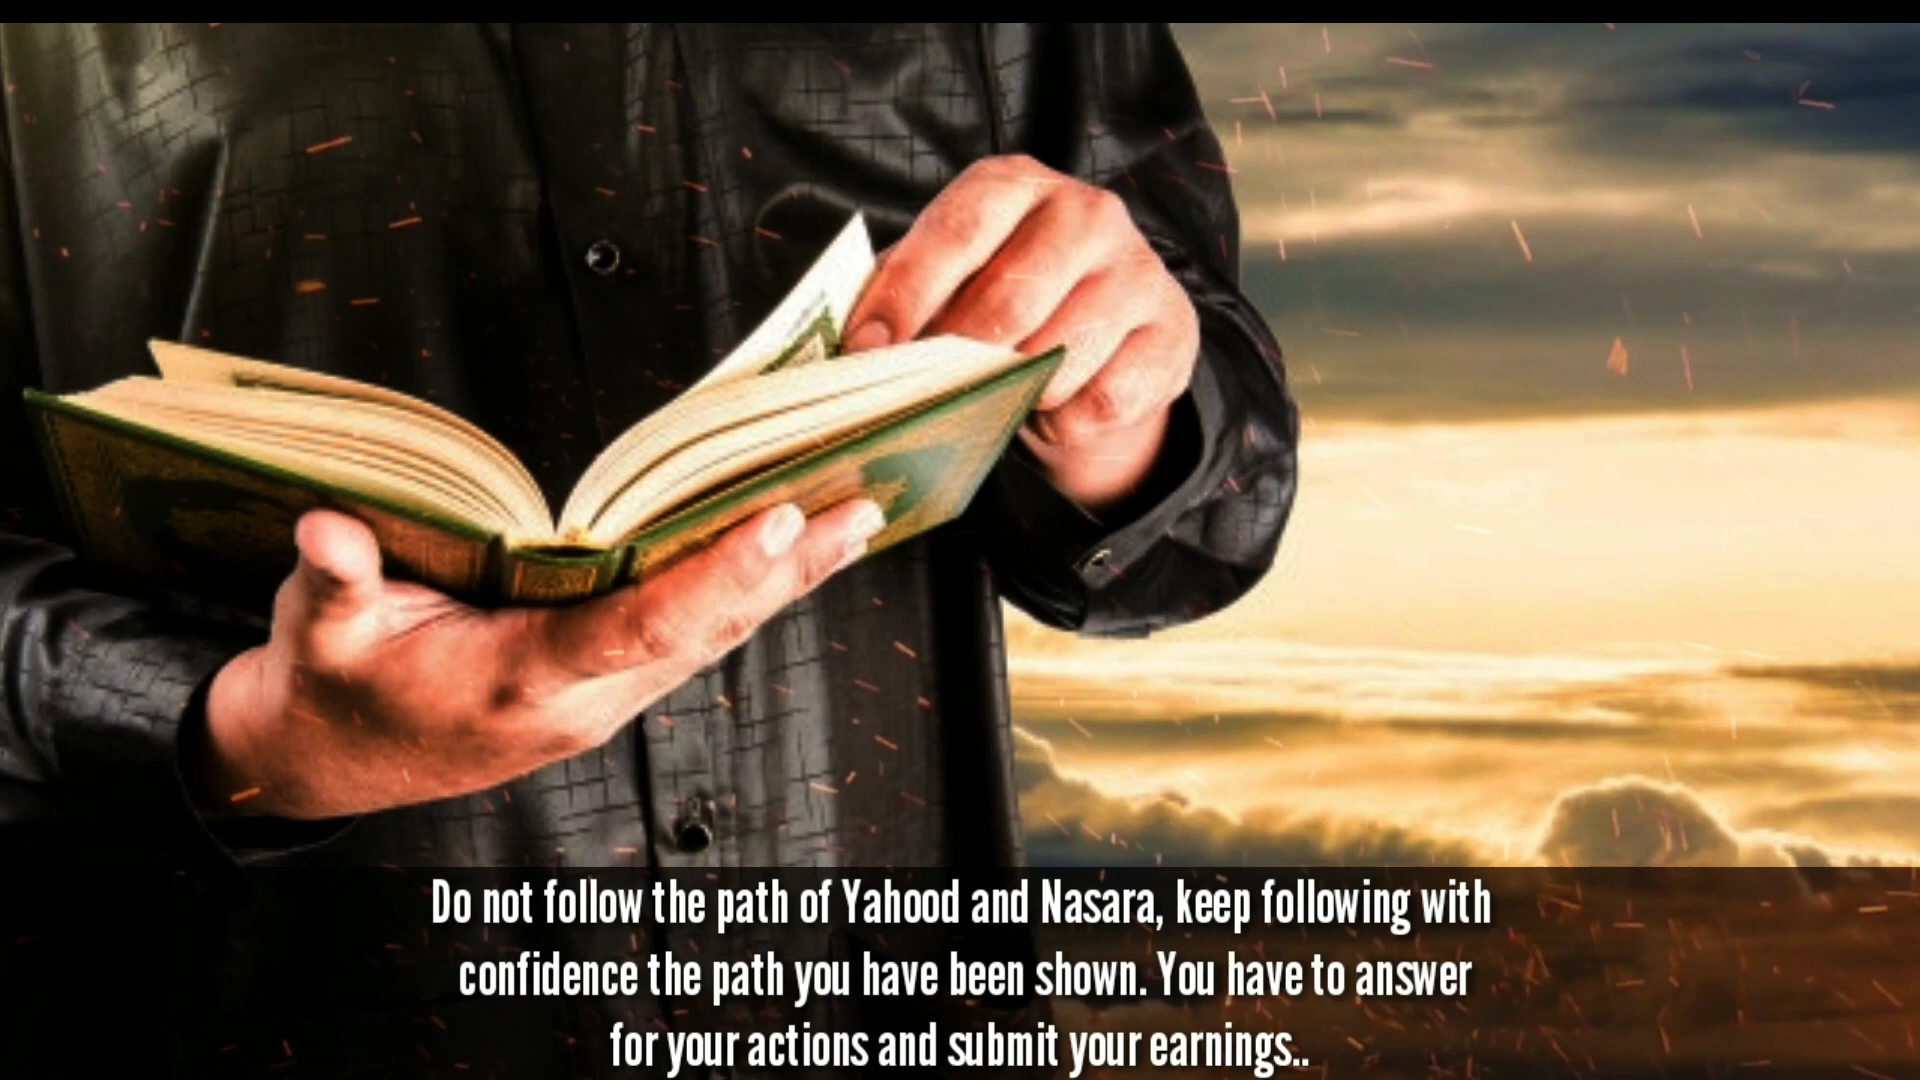 Do not follow the path of Yahood and Nasara, keep following with
confidence the path you have been shown. You have to answer
for your actions and submit your earnings..